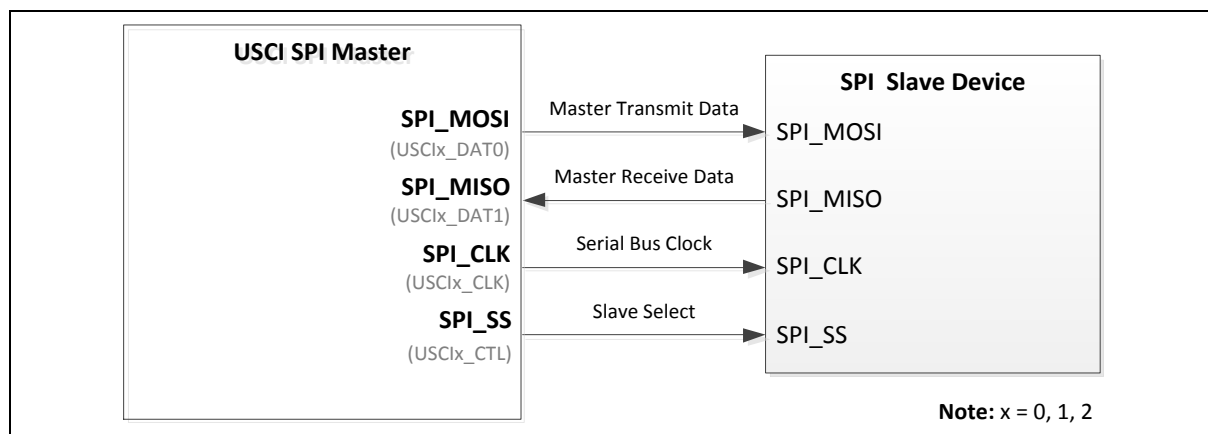 USCI SPI Master
SPI_MOSI
(USCIx_DAT0)
SPI_MISO
(USCIx_DAT1)
SPI_CLK
(USCIx_CLK)
SPI_SS
(USCIx_CTL)
Master Transmit Data
Master Receive Data
Serial Bus Clock
Slave Select
SPI Slave Device
SPI_MOSI
SPI_MISO
SPI_CLK
SPI_SS
Note: x = 0, 1, 2